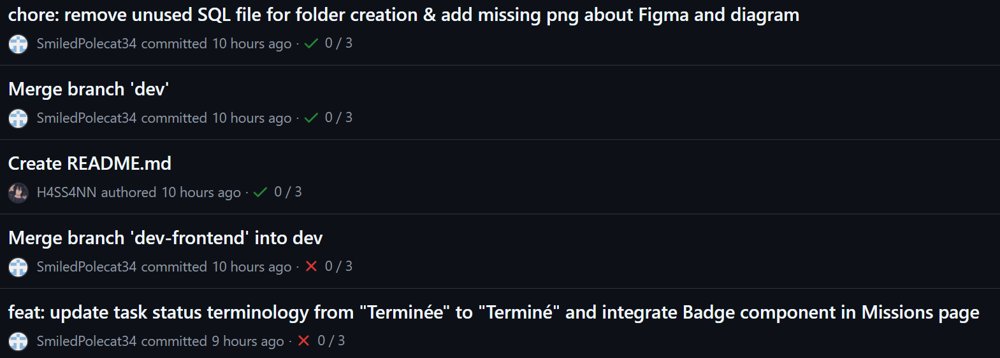 chore: remove unused SQL file for folder creation & add missing png about Figma and diagram
SmiledPolecat34 committed 10 hours ago · 0 / 3
Merge branch 'dev'
SmiledPolecat34 committed 10 hours ago · 0 / 3
Create README.md
H4SS4NN authored 10 hours ago · 0 / 3
Merge branch 'dev-frontend' into dev
SmiledPolecat34 committed 10 hours ago · 0 / 3
feat: update task status terminology from "Terminée" to "Terminé" and integrate Badge component in Missions page
SmiledPolecat34 committed 9 hours ago · 0 / 3